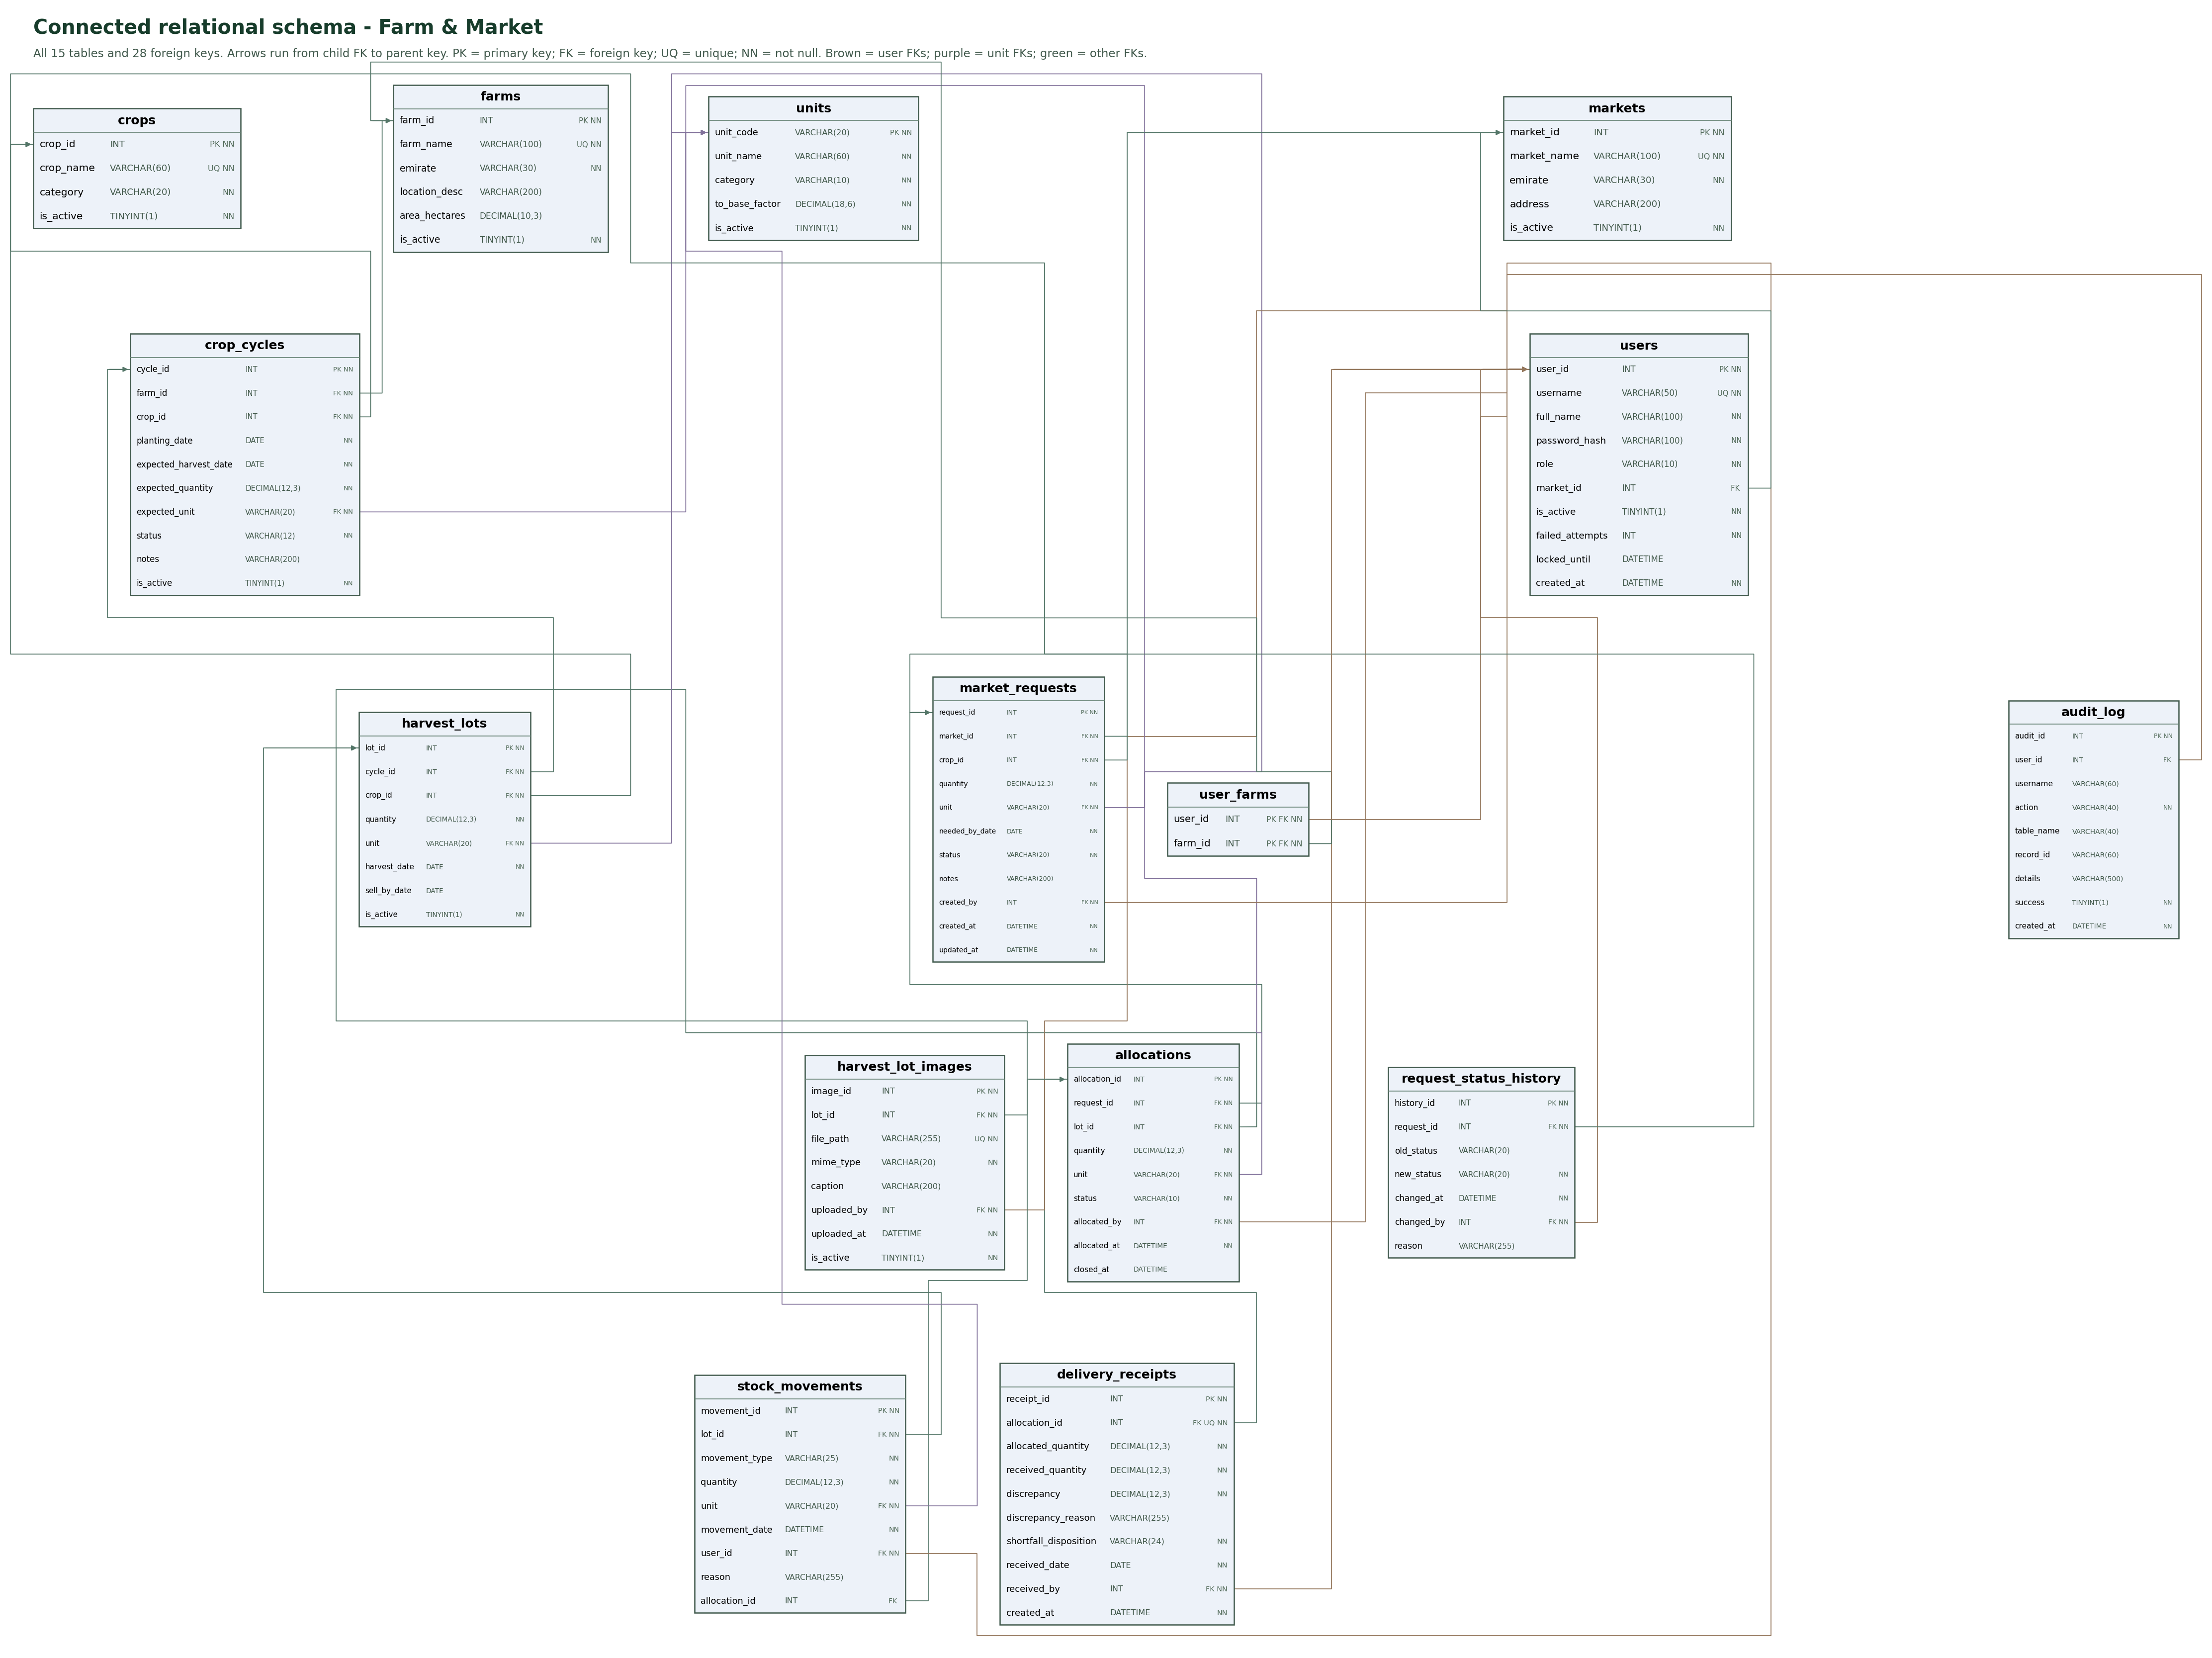 Connected relational schema - Farm & Market
All 15 tables and 28 foreign keys. Arrows run from child FK to parent key. PK = primary key; FK = foreign key; UQ = unique; NN = not null. Brown = user FKs; purple = unit FKs; green = other FKs.
crops
crop_id INT PK NN
crop_name VARCHAR(60) UQ NN
category VARCHAR(20) NN
is_active TINYINT(1) NN
farms
farm_id INT PK NN
farm_name VARCHAR(100) UQ NN
emirate VARCHAR(30) NN
location_desc VARCHAR(200)
area_hectares DECIMAL(10,3)
is_active TINYINT(1) NN
units
unit_code VARCHAR(20) PK NN
unit_name VARCHAR(60) NN
category VARCHAR(10) NN
to_base_factor DECIMAL(18,6) NN
is_active TINYINT(1) NN
markets
market_id INT PK NN
market_name VARCHAR(100) UQ NN
emirate VARCHAR(30) NN
address VARCHAR(200)
is_active TINYINT(1) NN
crop_cycles
cycle_id INT PK NN
farm_id INT FK NN
crop_id INT FK NN
planting_date DATE NN
expected_harvest_date DATE NN
expected_quantity DECIMAL(12,3) NN
expected_unit VARCHAR(20) FK NN
status VARCHAR(12) NN
notes VARCHAR(200)
is_active TINYINT(1) NN
users
user_id INT PK NN
username VARCHAR(50) UQ NN
full_name VARCHAR(100) NN
password_hash VARCHAR(100) NN
role VARCHAR(10) NN
market_id INT FK
is_active TINYINT(1) NN
failed_attempts INT NN
locked_until DATETIME
created_at DATETIME NN
harvest_lots
lot_id INT PK NN
cycle_id INT FK NN
crop_id INT FK NN
quantity DECIMAL(12,3) NN
unit VARCHAR(20) FK NN
harvest_date DATE NN
sell_by_date DATE
is_active TINYINT(1) NN
market_requests
request_id INT PK NN
market_id INT FK NN
crop_id INT FK NN
quantity DECIMAL(12,3) NN
unit VARCHAR(20) FK NN
needed_by_date DATE NN
status VARCHAR(20) NN
notes VARCHAR(200)
created_by INT FK NN
created_at DATETIME NN
updated_at DATETIME NN
user_farms
user_id INT PK FK NN
farm_id INT PK FK NN
audit_log
audit_id INT PK NN
user_id INT FK
username VARCHAR(60)
action VARCHAR(40) NN
table_name VARCHAR(40)
record_id VARCHAR(60)
details VARCHAR(500)
success TINYINT(1) NN
created_at DATETIME NN
harvest_lot_images
image_id INT PK NN
lot_id INT FK NN
file_path VARCHAR(255) UQ NN
mime_type VARCHAR(20) NN
caption VARCHAR(200)
uploaded_by INT FK NN
uploaded_at DATETIME NN
is_active TINYINT(1) NN
allocations
allocation_id INT PK NN
request_id INT FK NN
lot_id INT FK NN
quantity DECIMAL(12,3) NN
unit VARCHAR(20) FK NN
status VARCHAR(10) NN
allocated_by INT FK NN
allocated_at DATETIME NN
closed_at DATETIME
request_status_history
history_id INT PK NN
request_id INT FK NN
old_status VARCHAR(20)
new_status VARCHAR(20) NN
changed_at DATETIME NN
changed_by INT FK NN
reason VARCHAR(255)
stock_movements
movement_id INT PK NN
lot_id INT FK NN
movement_type VARCHAR(25) NN
quantity DECIMAL(12,3) NN
unit VARCHAR(20) FK NN
movement_date DATETIME NN
user_id INT FK NN
reason VARCHAR(255)
allocation_id INT FK
delivery_receipts
receipt_id INT PK NN
allocation_id INT FK UQ NN
allocated_quantity DECIMAL(12,3) NN
received_quantity DECIMAL(12,3) NN
discrepancy DECIMAL(12,3) NN
discrepancy_reason VARCHAR(255)
shortfall_disposition VARCHAR(24) NN
received_date DATE NN
received_by INT FK NN
created_at DATETIME NN